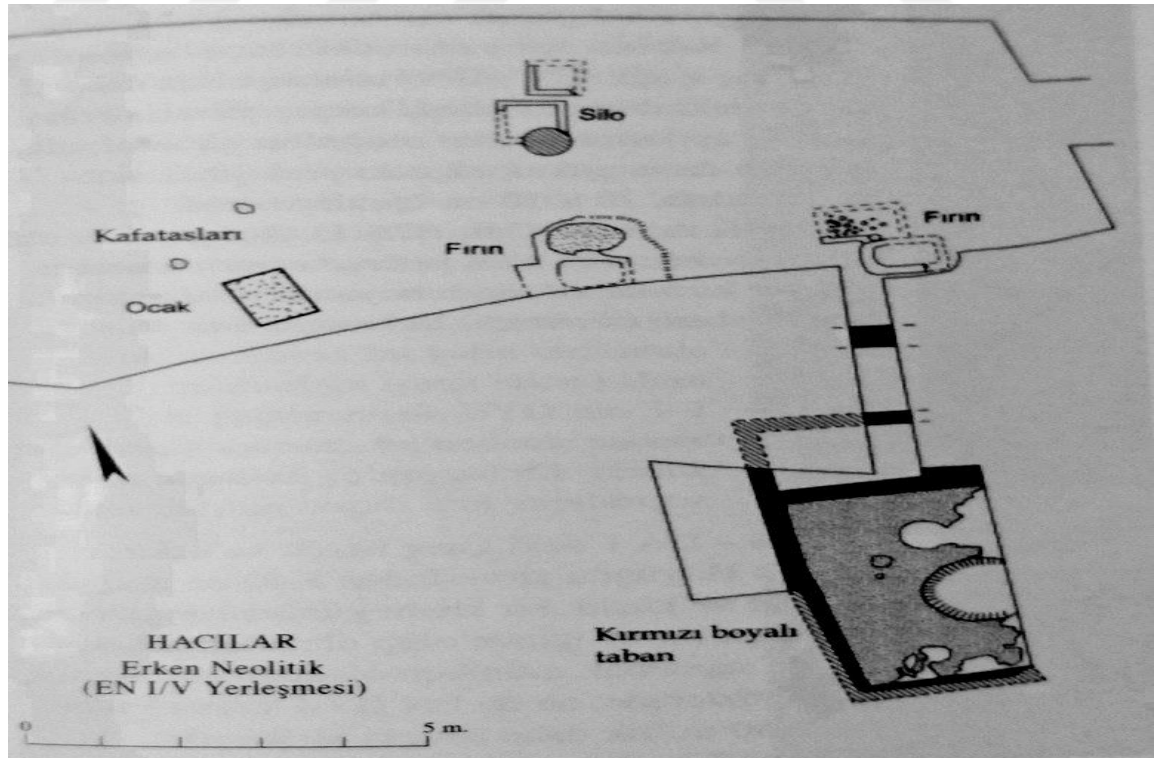 Silo
Kafatasları
Fırın
Fırın
Ocak
Kırmızı boyalı
taban
HACILAR
Erken Neolitik
(EN I/V Yerleşmesi)
0
5 m.